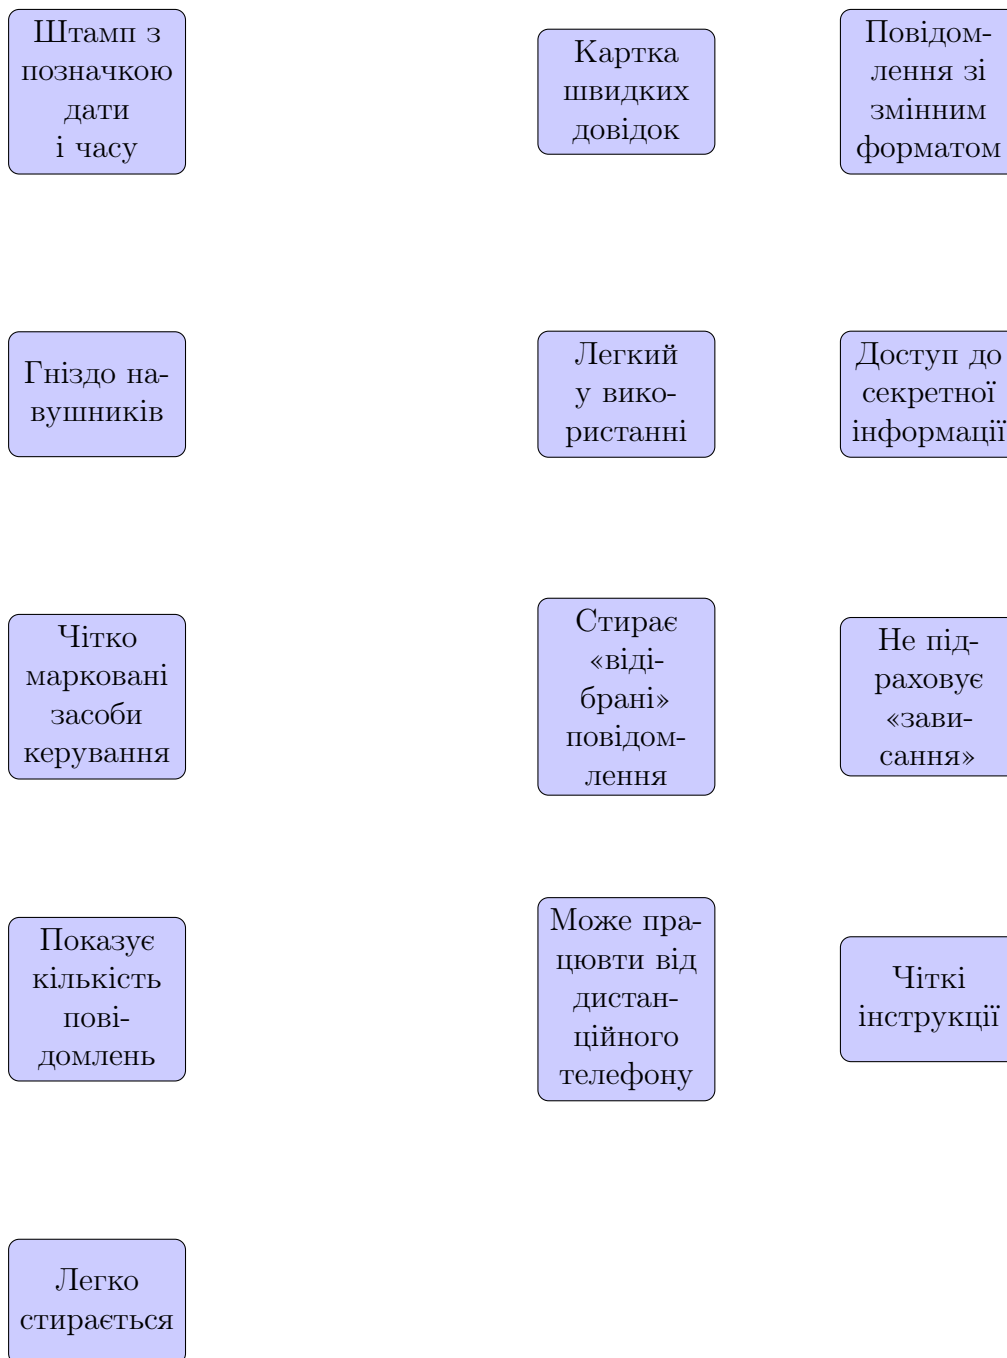 Штамп з
позначкою
дати
і часу
Картка
швидких
довідок
Повідом-
лення зі
змінним
форматом
Гніздо на-
вушників
Легкий
у вико-
ристанні
Доступ до
секретної
інформації
Чітко
марковані
засоби
керування
Стирає
«віді-
брані»
повідом-
лення
Не під-
раховує
«зави-
сання»
Показує
кількість
пові-
домлень
Може пра-
цювти від
дистан-
ційного
телефону
Чіткі
інструкції
Легко
стирається